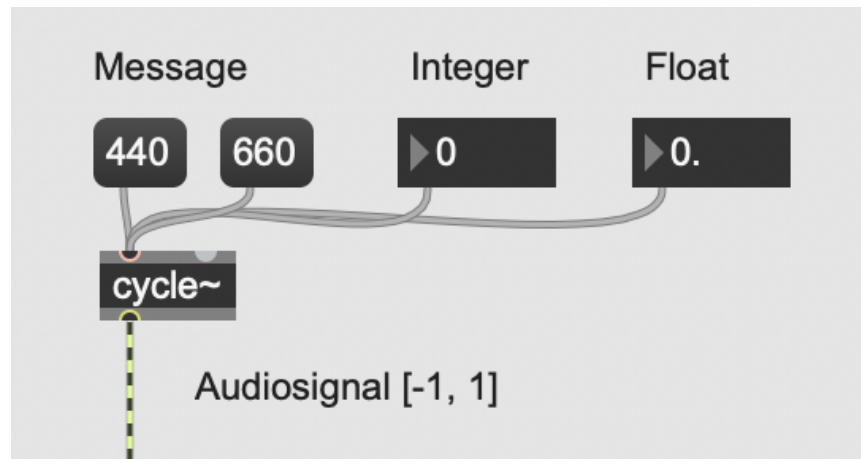 Message Integer Float
440 660 0 0.
cycle~
Audiosignal [-1, 1]